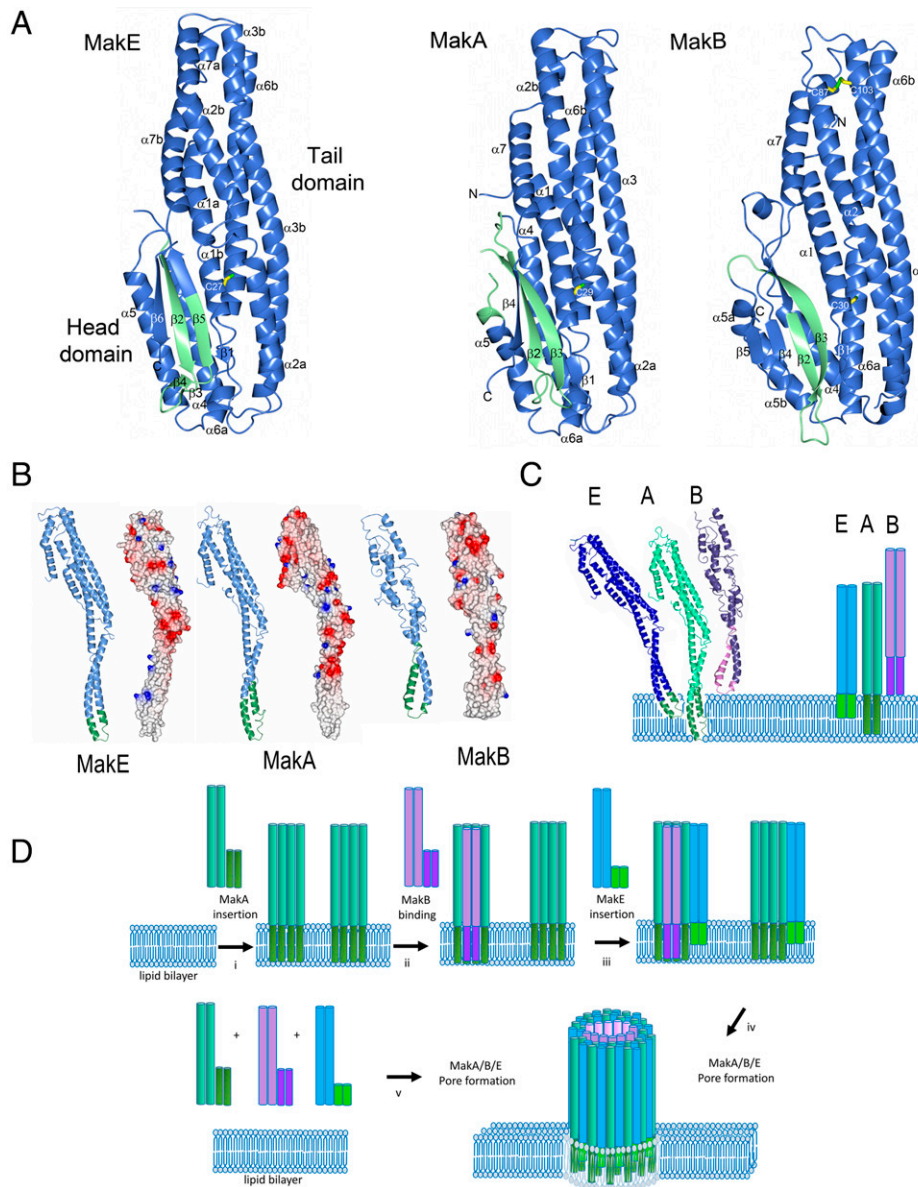 A
MakE
α3b
α7a
α6b
α2b
α7b
Tail
domain
α1a
α3b
α1b
C27
Head
domain
α5
β6
β2
β5
C
β1
β4
β3
α4
α2a
α6a
MakA
α2b
α6b
α7
N
α1
α3
α4
C29
β4
α5
β2
β3
C
β1
α2a
α6a
MakB
α6b
C87
C103
N
α7
α2
α1
C30
C
α5a
β5
β4
β3
β2
β1
α6a
α4
α5b
B
MakE
MakA
MakB
C
E A B
E A B
D
MakA
insertion
MakB
binding
MakE
insertion
lipid bilayer
i
ii
iii
+
+
iv
v
MakA/B/E
Pore formation
MakA/B/E
Pore formation
lipid bilayer